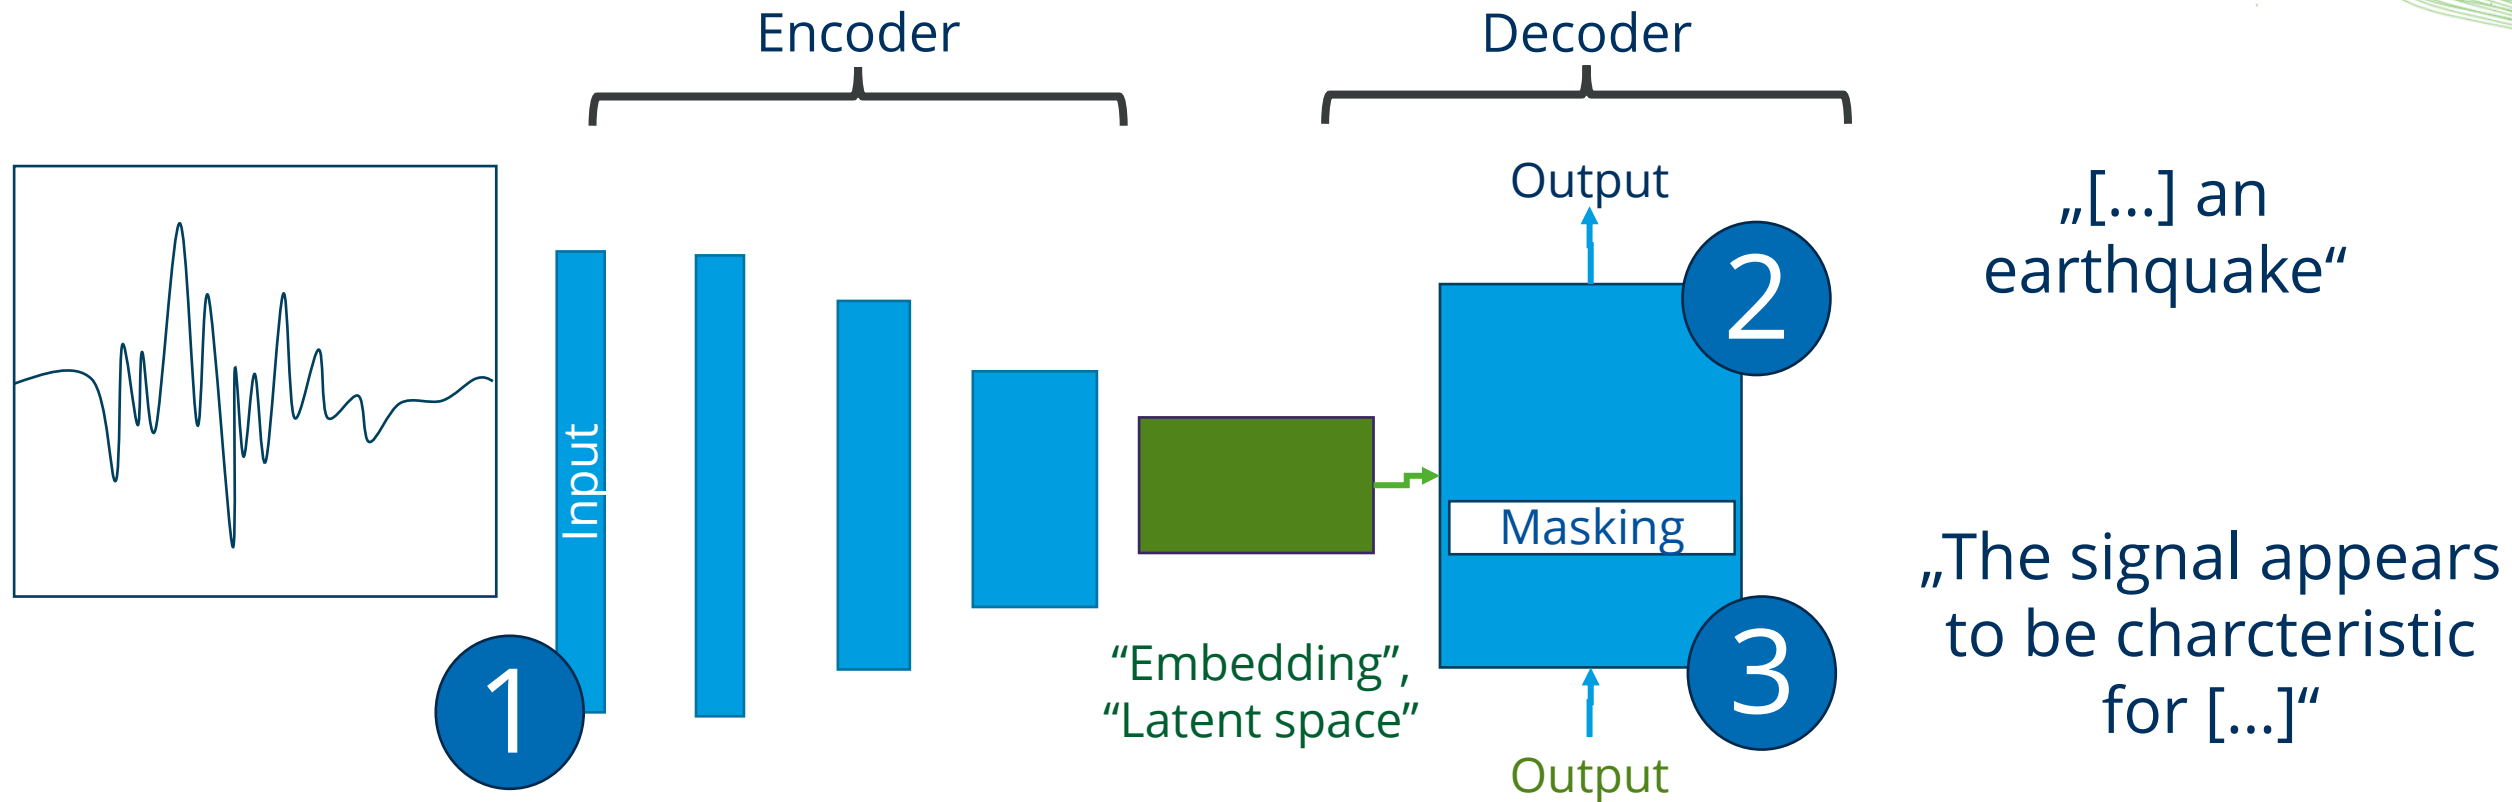 Encoder
Decoder
Output
„[...] an
earthquake“
2
Input
Masking
„The signal appears
to be charcteristic
for [...]“
“Embedding”,
“Latent space”
1
3
Output